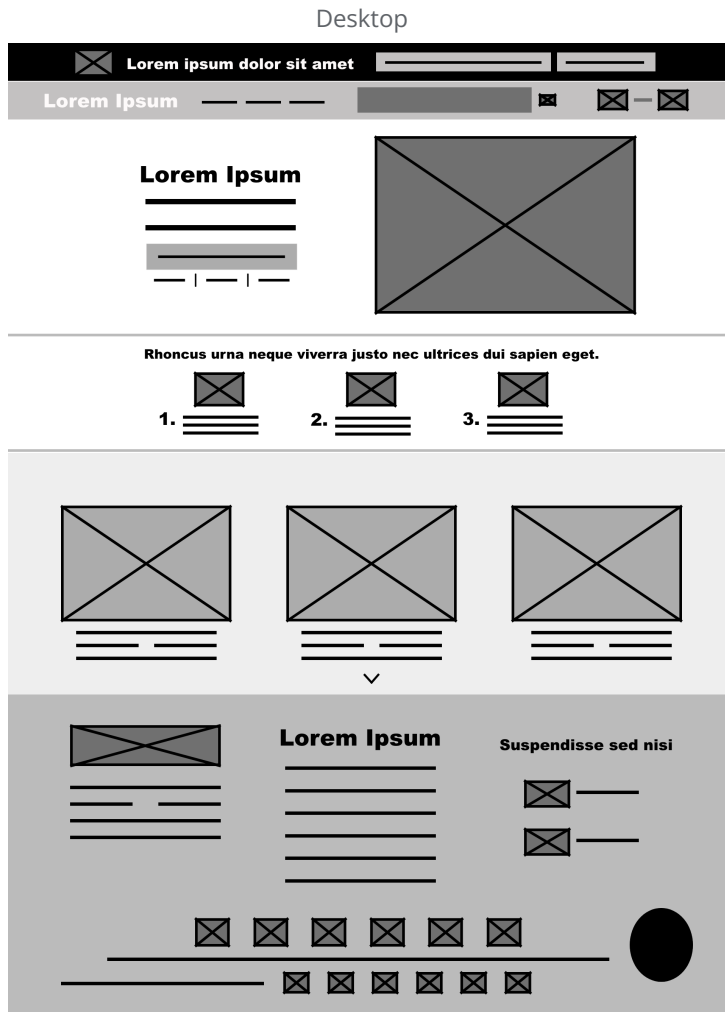 Desktop
Lorem ipsum dolor sit amet
Lorem Ipsum
Lorem Ipsum
Rhoncus urna neque viverra justo nec ultrices dui sapien eget.
1. 2. 3.
Lorem Ipsum
Suspendisse sed nisi